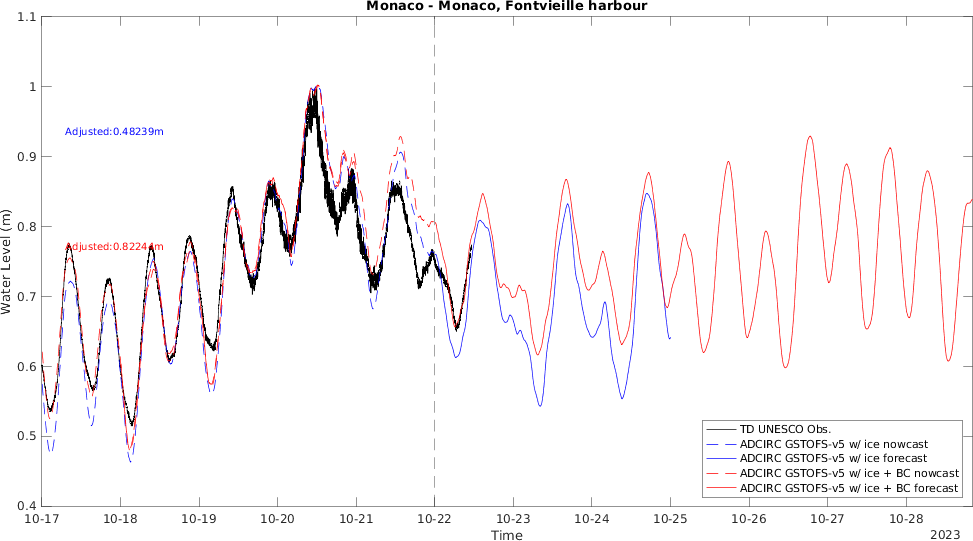 Monaco - Monaco, Fontvieille harbour
1.1
1
0.9
0.8
0.7
0.6
0.5
0.4
Water Level (m)
Adjusted:0.48239m
Adjusted:0.8224
10-17
10-18
10-19
10-20
10-21
10-22
10-23
10-24
10-25
10-26
10-27
10-28
Time
2023
TD UNESCO Obs.
ADCIRC GSTOFS-v5 w/ ice nowcast
ADCIRC GSTOFS-v5 w/ ice forecast
ADCIRC GSTOFS-v5 w/ ice + BC nowcast
ADCIRC GSTOFS-v5 w/ ice + BC forecast